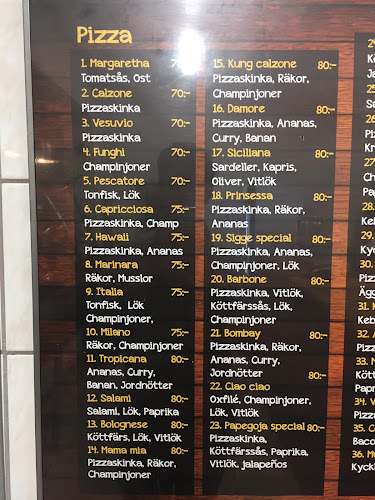 Pizza
1. Margaretha 70:-
Tomatsås, Ost
2. Calzone 70:-
Pizzaskinka
3. Vesuvio 70:-
Pizzaskinka
4. Funghi 70:-
Champinjoner
5. Pescatore 70:-
Tonfisk, Lök
6. Capricciosa 75:-
Pizzaskinka, Champ
7. Hawaii 75:-
Pizzaskinka, Ananas
8. Marinara 75:-
Räkor, Musslor
9. Italia 75:-
Tonfisk, Lök
Champinjoner,
10. Milano 75:-
Räkor, Champinjoner
11. Tropicana 80:-
Ananas, Curry,
Banan, Jordnötter
12. Salami 80:-
Salami, Lök, Paprika
13. Bolognese 80:-
Köttfärs, Lök, Vitlök
14. Mama mia 80:-
Pizzaskinka, Räkor,
Champinjoner
15. Kung calzone 80:-
Pizzaskinka, Räkor,
Champinjoner
16. Damore 80:-
Pizzaskinka, Ananas,
Curry, Banan
17. Siciliana 80:-
Sardeller, Kapris,
Oliver, Vitlök
18. Prinsessa 80:-
Pizzaskinka, Räkor,
Ananas
19. Sigge special 80:-
Pizzaskinka, Ananas,
Champinjoner, Lök
20. Barbone 80:-
Pizzaskinka, Vitlök,
Köttfärssås, Lök,
Champinjoner
21. Bombay 80:-
Pizzaskinka, Räkor,
Ananas, Curry,
Jordnötter
22. Ciao ciao 80:-
Oxfilé, Champinjoner,
Lök, Vitlök
23. Papegoja special 80:-
Pizzaskinka,
Köttfärssås, Paprika,
Vitlök, jalapeños